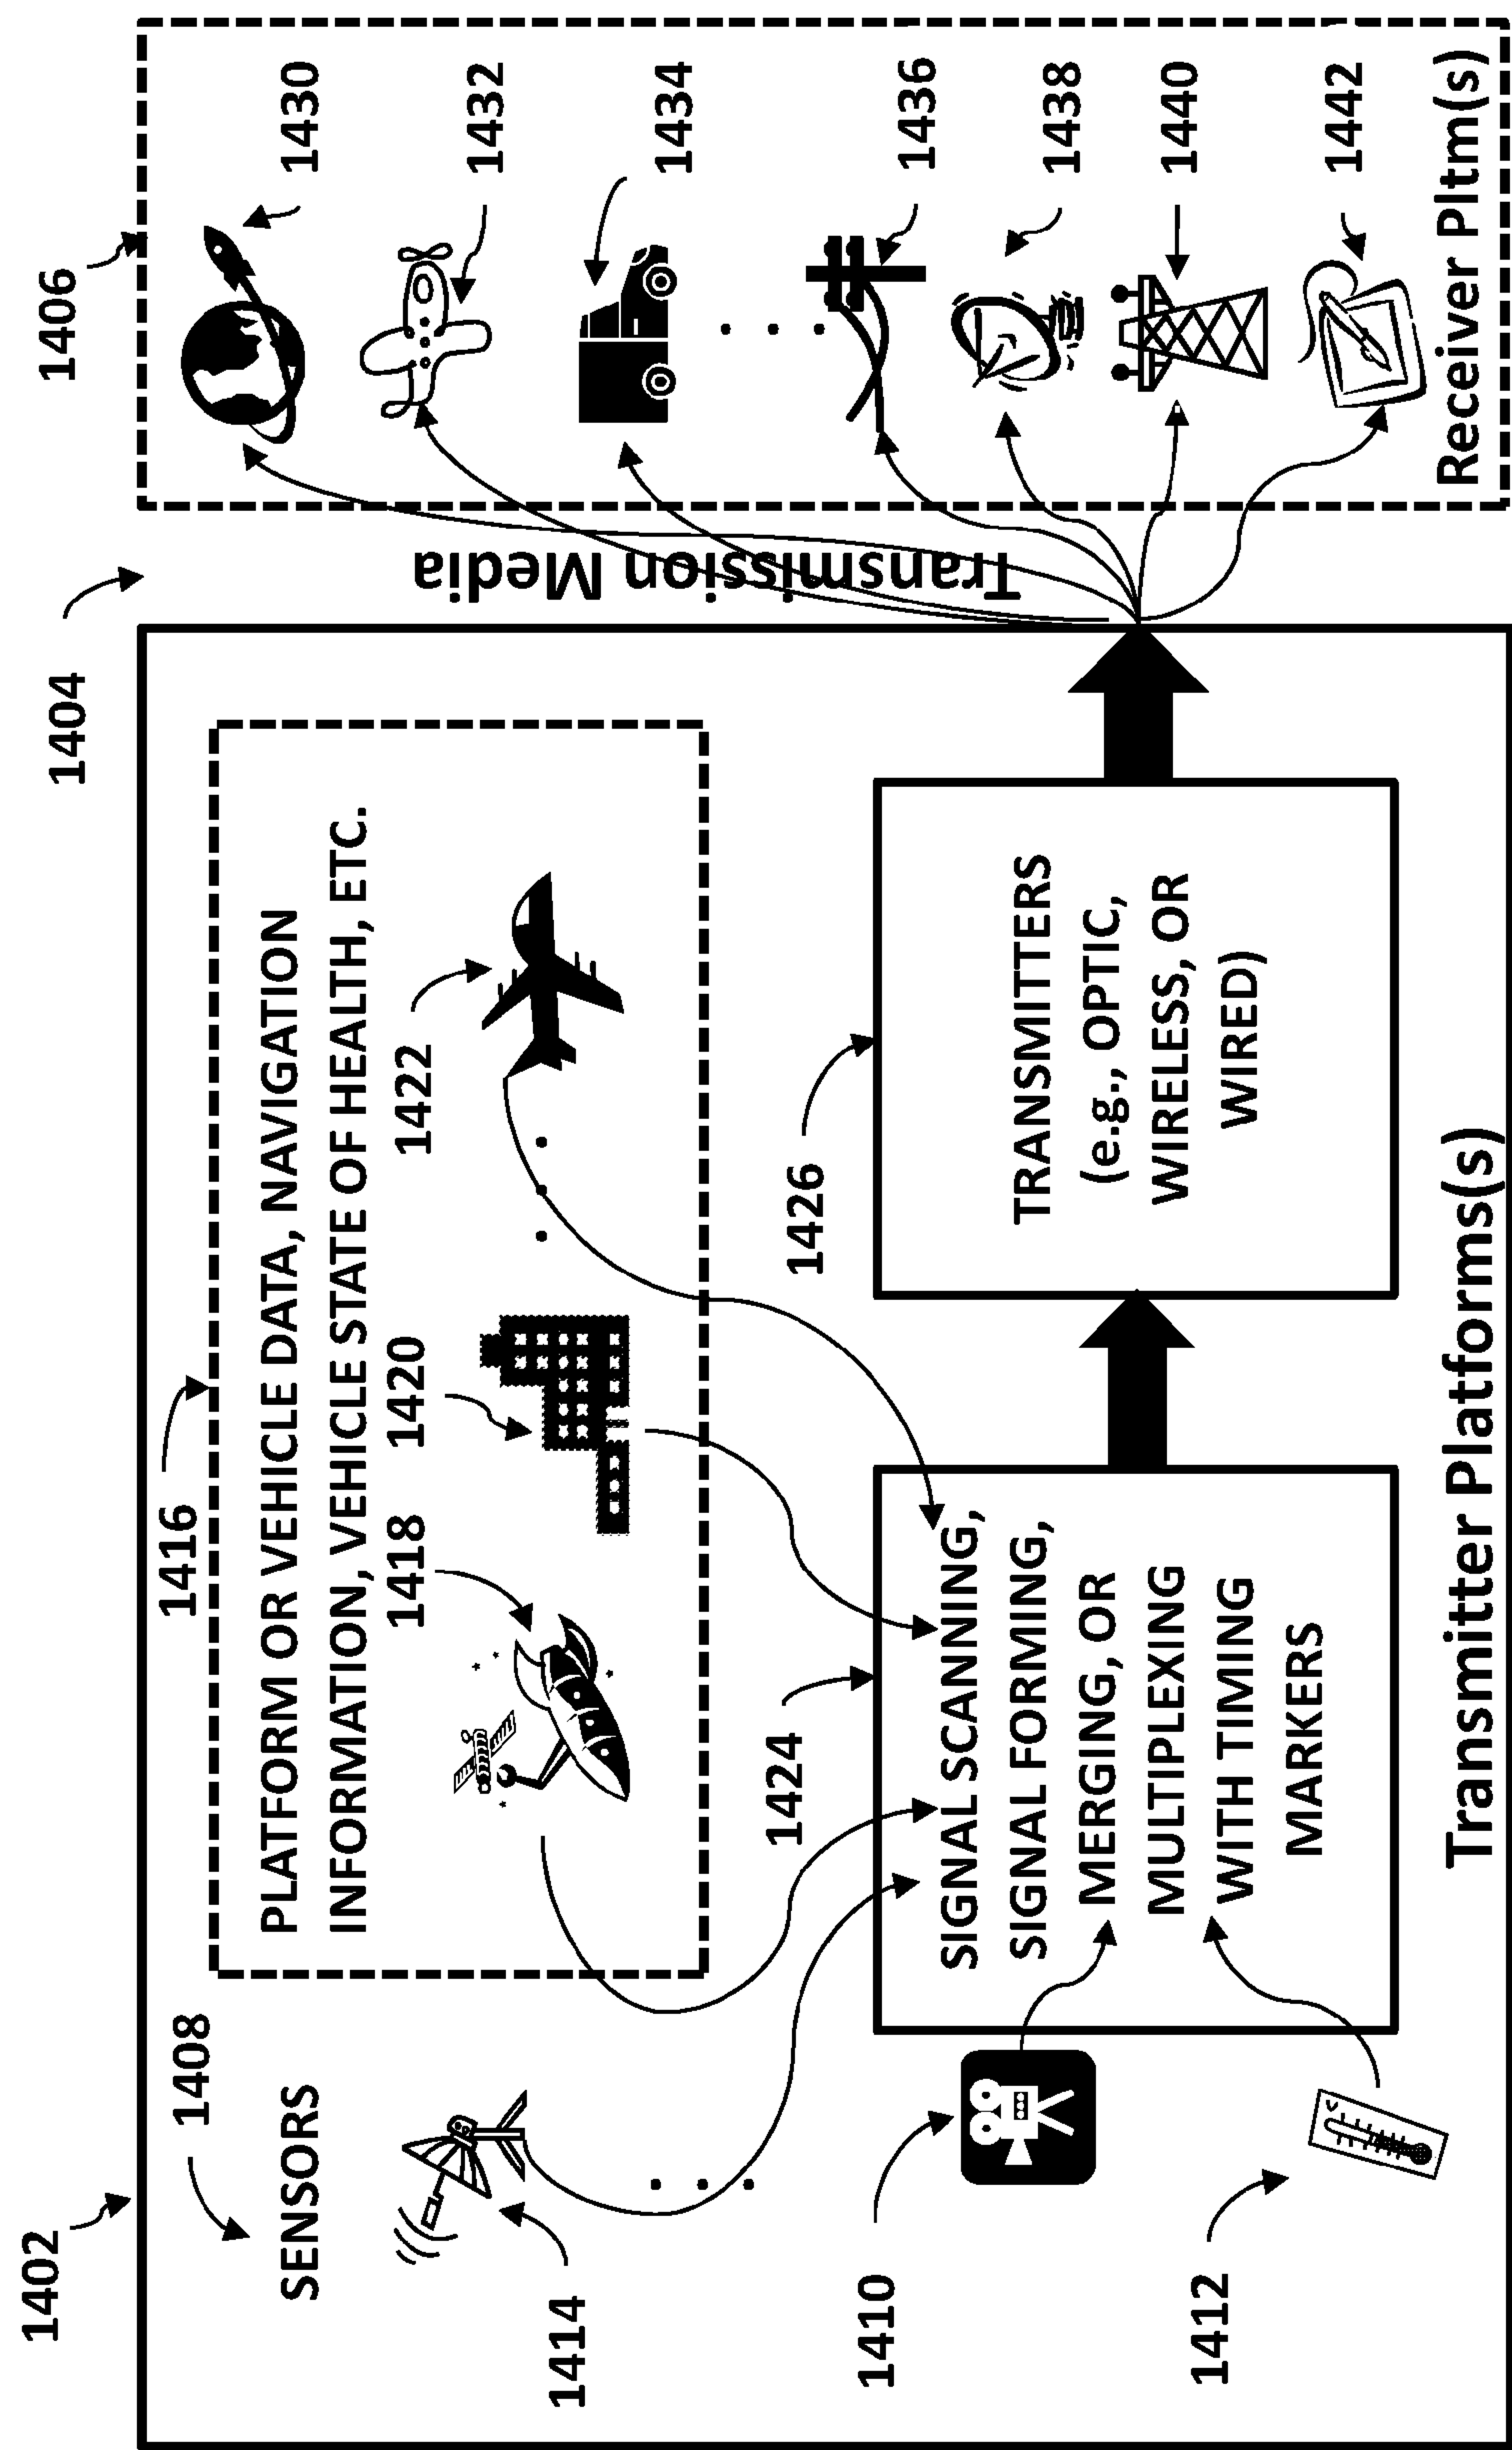 1402
1404
1406
1408
SENSORS
1414
1410
1412
1416
PLATFORM OR VEHICLE DATA, NAVIGATION
INFORMATION, VEHICLE STATE OF HEALTH, ETC.
1418
1420
1422
1424
SIGNAL SCANNING,
SIGNAL FORMING,
MERGING, OR
MULTIPLEXING
WITH TIMING
MARKERS
1426
TRANSMITTERS
(e.g., OPTIC,
WIRELESS, OR
WIRED)
Transmitter Platforms(s)
Transmission Media
1430
1432
1434
1436
1438
1440
1442
Receiver Pltm(s)